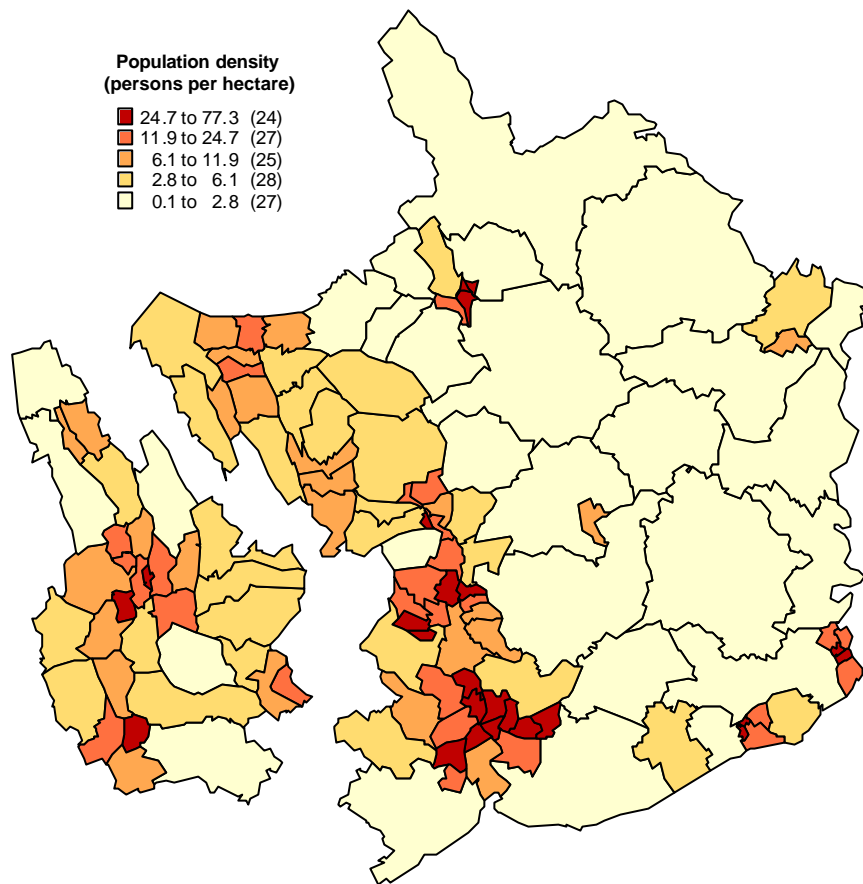 Population density
(persons per hectare)
24.7 to 77.3 (24)
11.9 to 24.7 (27)
6.1 to 11.9 (25)
2.8 to 6.1 (28)
0.1 to 2.8 (27)